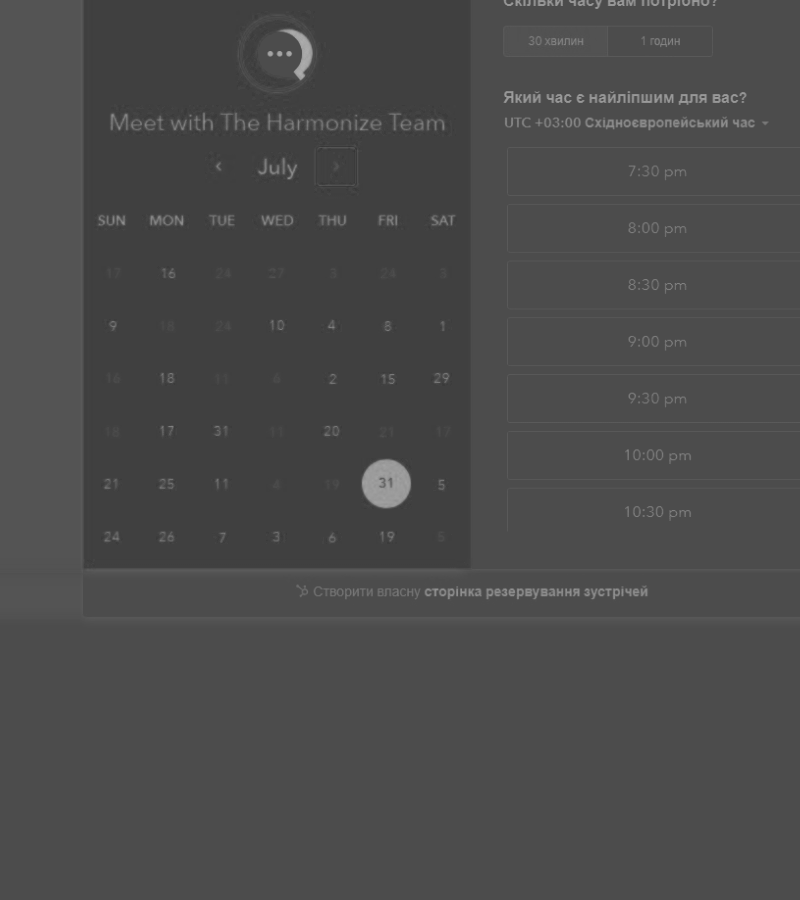 Скільки часу вам потрібно?
30 хвилин
1 годин
Який час є найліпшим для вас?
UTC +03:00 Східноєвропейський час
7:30 pm
8:00 pm
8:30 pm
9:00 pm
9:30 pm
10:00 pm
10:30 pm
Meet with The Harmonize Team
July
SUN MON TUE WED THU FRI SAT
17 16 24 27 3 24 3
9 18 24 10 4 8 1
16 18 11 2 15 29
18 17 31 11 20 21 17
21 25 11 4 19 31 5
24 26 7 3 6 19
Створити власну сторінка резервування зустрічей